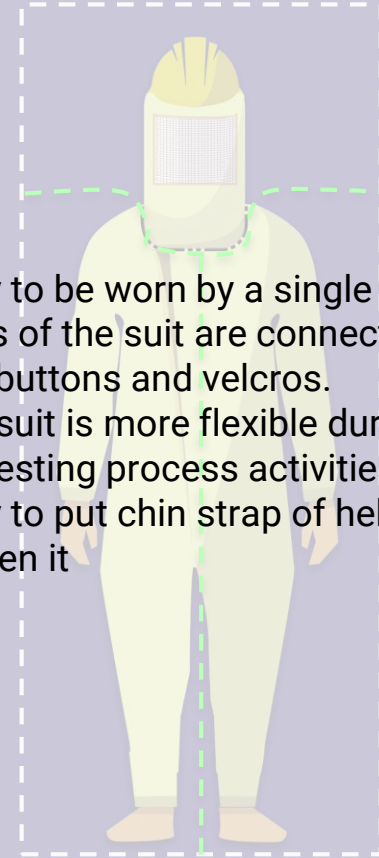 to be worn by a single
of the suit are connect
buttons and velcros.
suit is more flexible dur
esting process activitie
to put chin strap of hel
en it